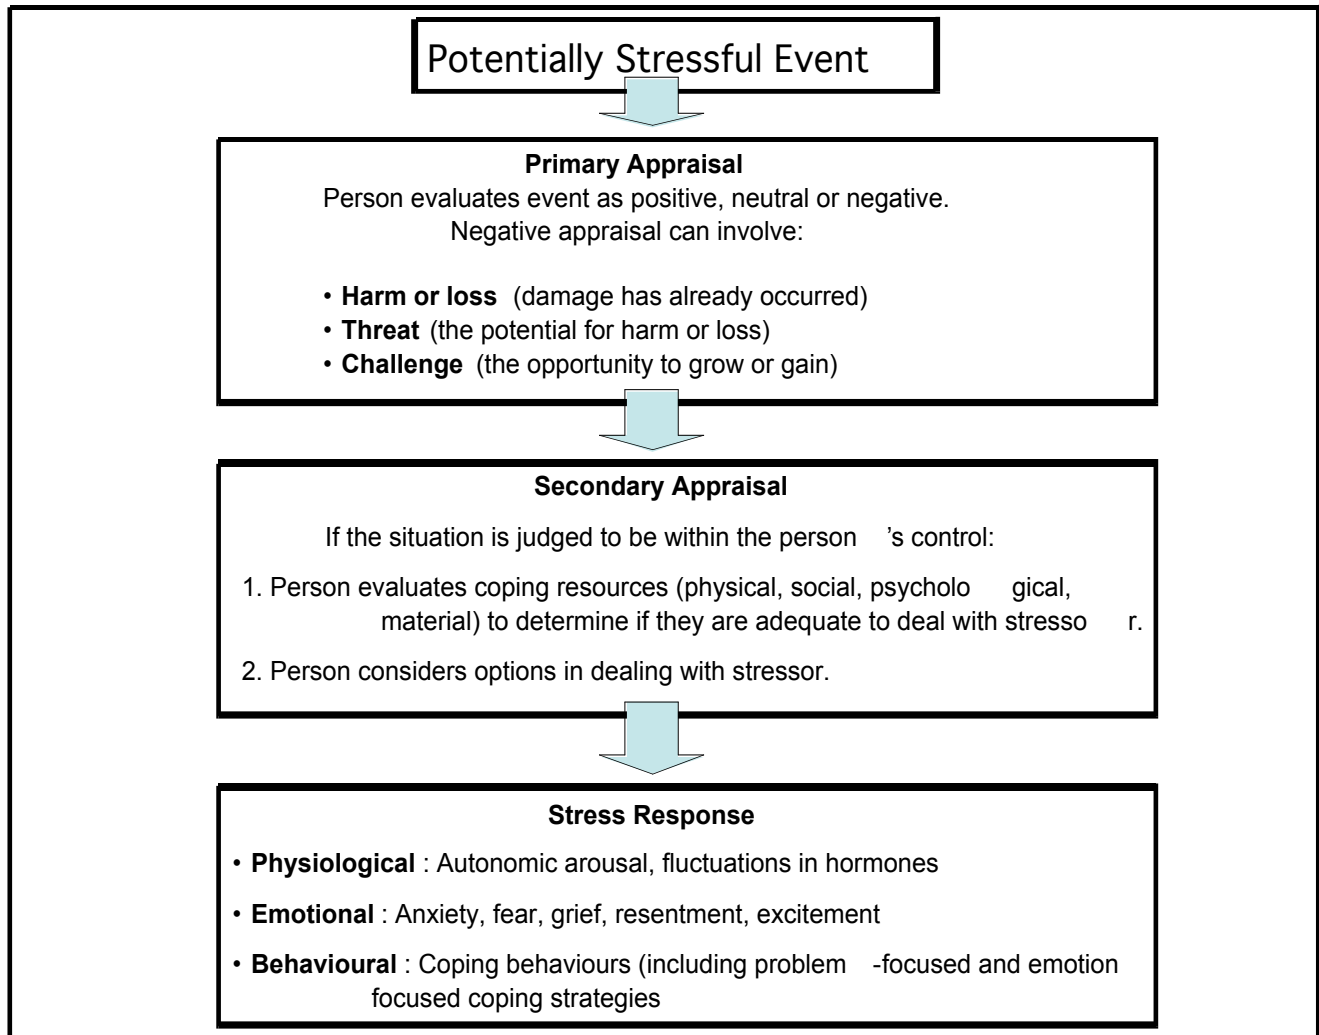 Potentially Stressful Event
Primary Appraisal
Person evaluates event as positive, neutral or negative.
Negative appraisal can involve:
• Harm or loss (damage has already occurred)
• Threat (the potential for harm or loss)
• Challenge (the opportunity to grow or gain)
Secondary Appraisal
If the situation is judged to be within the person 's control:
1. Person evaluates coping resources (physical, social, psycholo gical,
material) to determine if they are adequate to deal with stresso r.
2. Person considers options in dealing with stressor.
Stress Response
• Physiological : Autonomic arousal, fluctuations in hormones
• Emotional : Anxiety, fear, grief, resentment, excitement
• Behavioural : Coping behaviours (including problem -focused and emotion
focused coping strategies